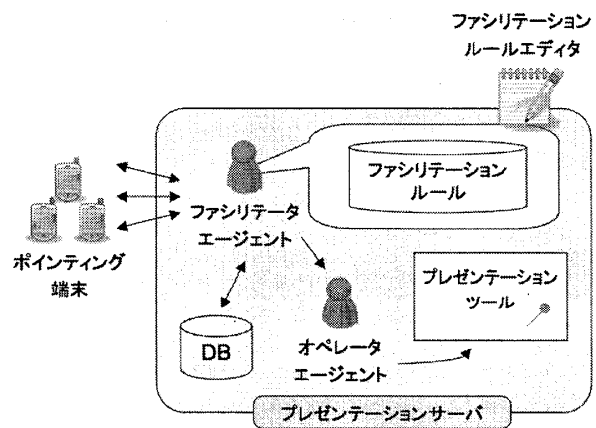 ファシリテーション
ルールエディタ
ファシリテーション
ルール
ファシリテータ
エージェント
ポインティング
端末
プレゼンテーション
ツール
DB
オペレータ
エージェント
プレゼンテーションサーバ